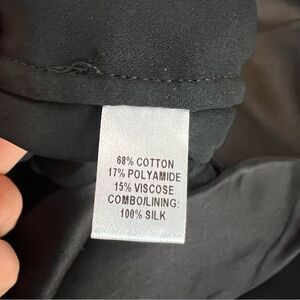 68% COTTON
17% POLYAMIDE
15% VISCOSE
COMBO/LINING:
100% SILK